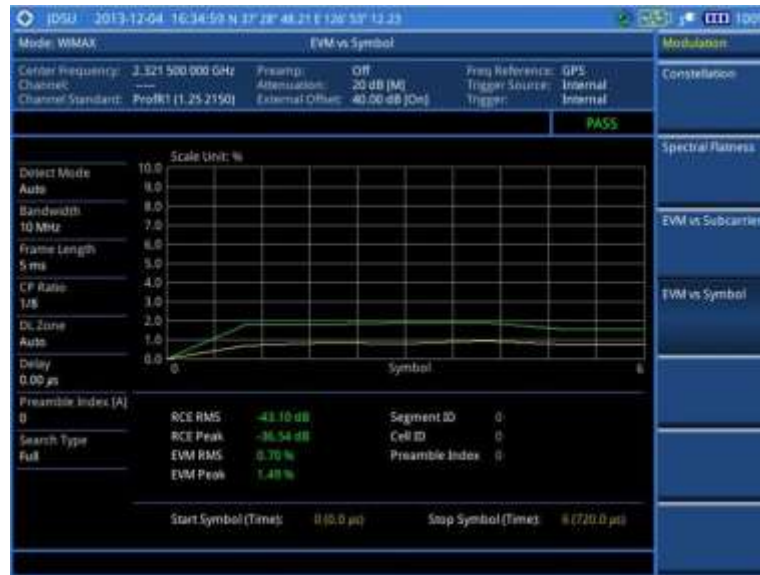 JDSU 2013-12-04 16:34:59 N 37° 28' 48.21 E 126° 53' 12.23
100
Mode: WIMAX EVM vs Symbol
Modulation
Center Frequency: 2.321 500 000 GHz Preamp: Off Freq Reference: GPS
Channel: ---- Attenuation: 20 dB [M] Trigger Source: Internal
Channel Standard: ProfR1 (1.25 2150) External Offset: 40.00 dB [On] Trigger: Internal
PASS
Constellation
Spectral Flatness
EVM vs Subcarrier
EVM vs Symbol
Detect Mode
Auto
Bandwidth
10 MHz
Frame Length
5 ms
CP Ratio
1/8
DL Zone
Auto
Delay
0.00 µs
Preamble Index [A]
0
Search Type
Full
Scale Unit: %
10.0
9.0
8.0
7.0
6.0
5.0
4.0
3.0
2.0
1.0
0.0
0 Symbol 6
RCE RMS -43.10 dB Segment ID 0
RCE Peak -36.54 dB Cell ID 0
EVM RMS 0.70 % Preamble Index 0
EVM Peak 1.49 %
Start Symbol (Time): 0 (0.0 µs) Stop Symbol (Time): 6 (720.0 µs)